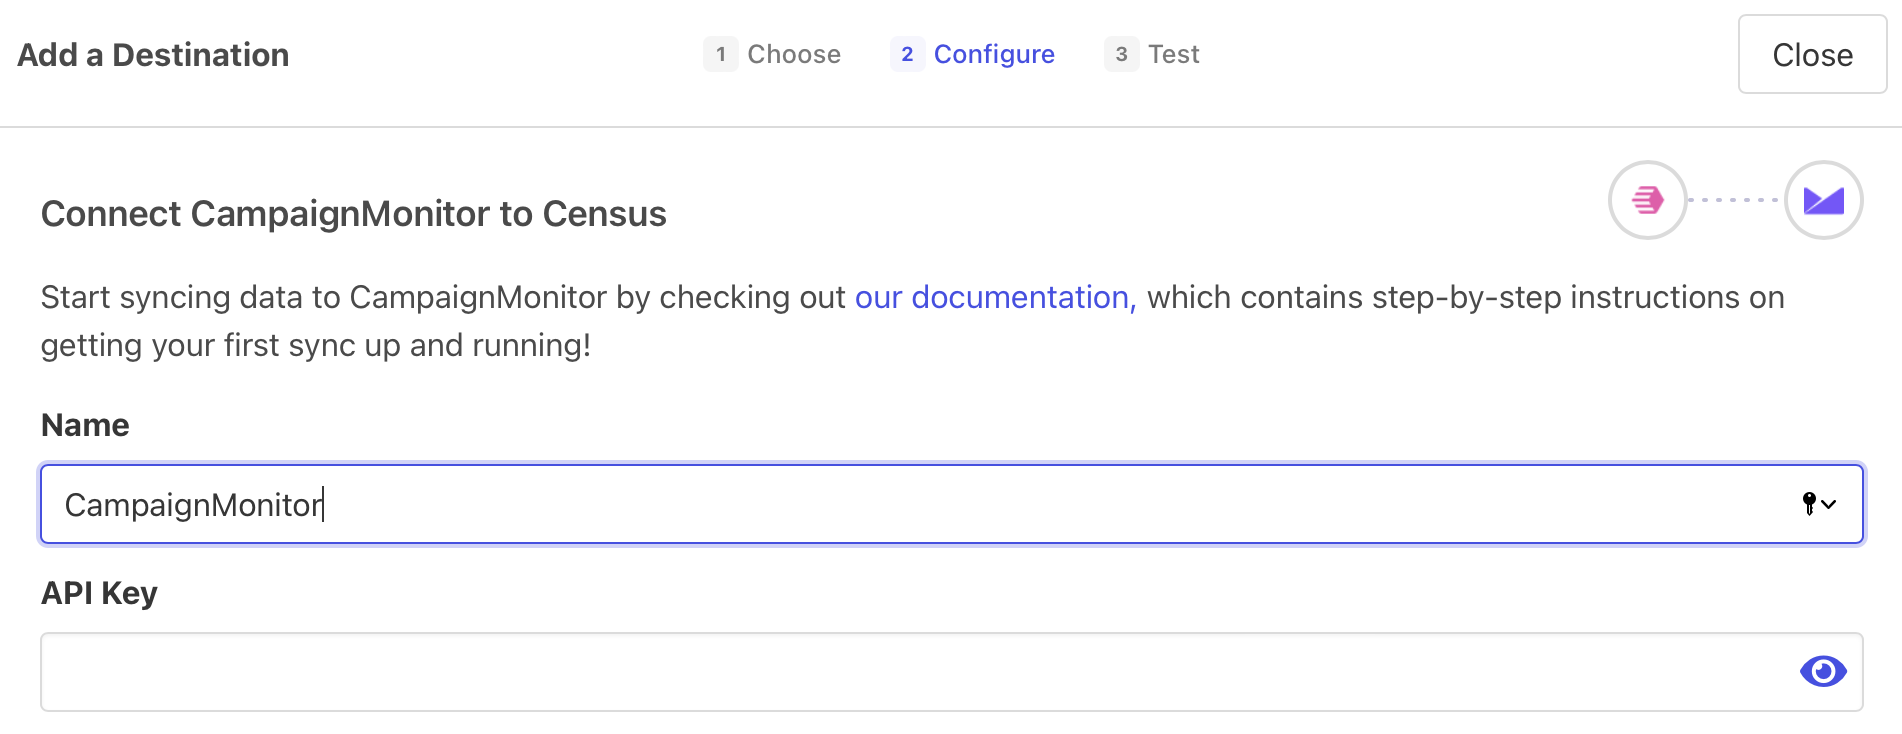 Add a Destination
1 Choose 2 Configure 3 Test
Close
Connect CampaignMonitor to Census
Start syncing data to CampaignMonitor by checking out our documentation, which contains step-by-step instructions on
getting your first sync up and running!
Name
CampaignMonitor
API Key